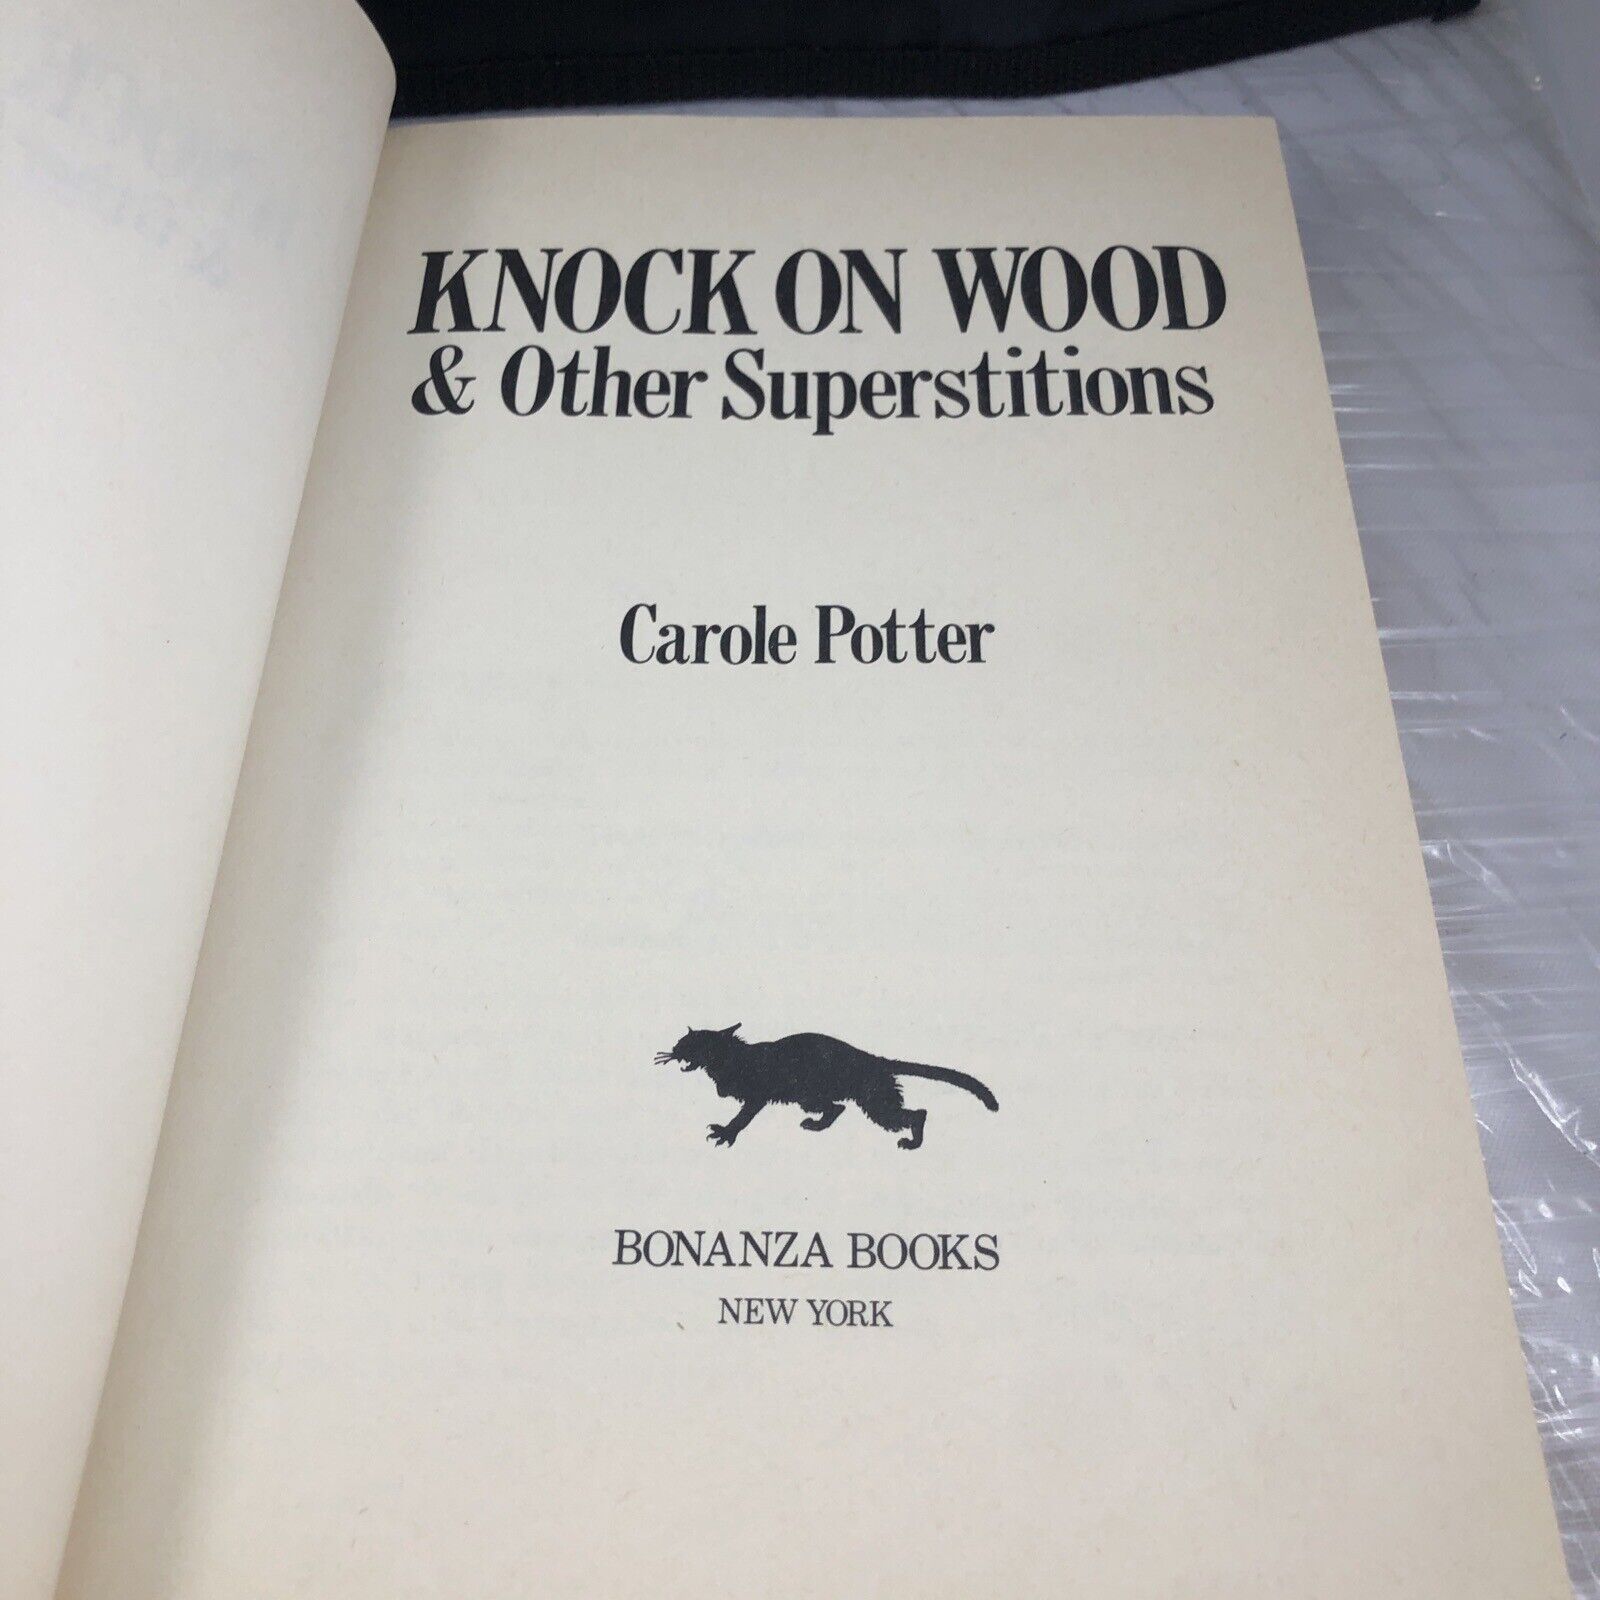 KNOCK ON WOOD
& Other Superstitions
Carole Potter
BONANZA BOOKS
NEW YORK